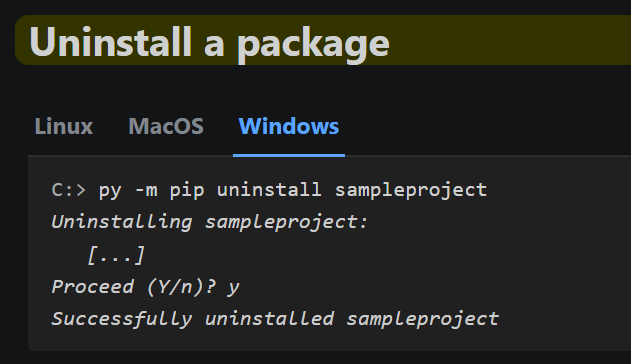 Uninstall a package
Linux MacOS Windows
C:> py -m pip uninstall sampleproject
Uninstalling sampleproject:
[...]
Proceed (Y/n)? y
Successfully uninstalled sampleproject